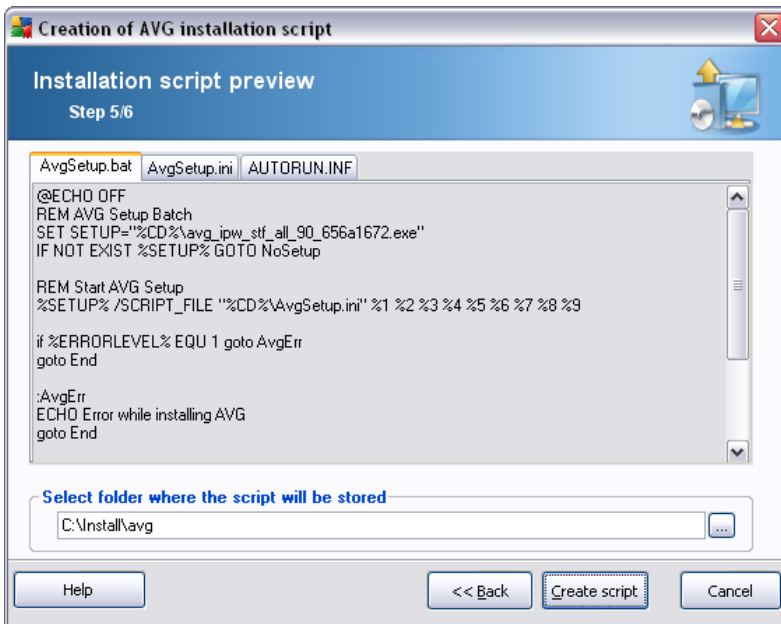 Creation of AVG installation script
Installation script preview
Step 5/6
AvgSetup.bat AvgSetup.ini AUTORUN.INF
@ECHO OFF
REM AVG Setup Batch
SET SETUP="%CD%\avg_ipw_stf_all_90_656a1672.exe"
IF NOT EXIST %SETUP% GOTO NoSetup
REM Start AVG Setup
%SETUP% /SCRIPT_FILE "%CD%\AvgSetup.ini" %1 %2 %3 %4 %5 %6 %7 %8 %9
if %ERRORLEVEL% EQU 1 goto AvgErr
goto End
:AvgErr
ECHO Error while installing AVG
goto End
Select folder where the script will be stored
C:\Install\avg
...
Help << Back Create script Cancel